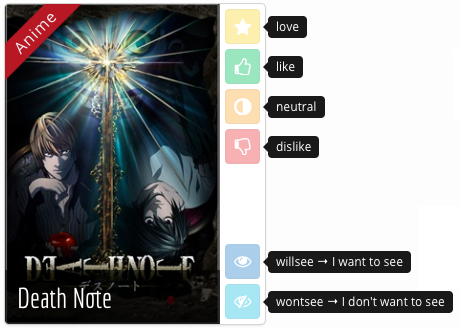 Anime
love
like
neutral
dislike
DEATH NOTE
デスノート
willsee → I want to see
Death Note
wontsee → I don't want to see